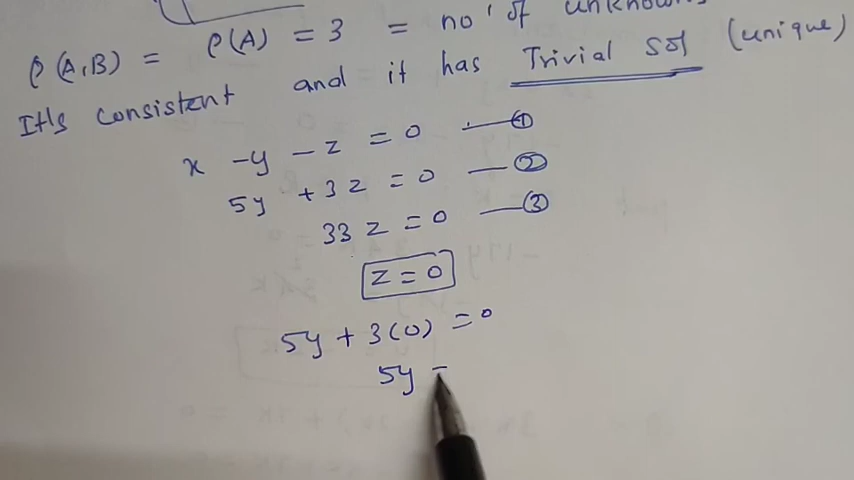 ρ(A,B) = ρ(A) = 3 = no' of unknowns
It's consistent and it has Trivial sol (unique)
x - y - z = 0 — ①
5y + 3z = 0 — ②
33z = 0 — ③
z = 0
5y + 3(0) = 0
5y =